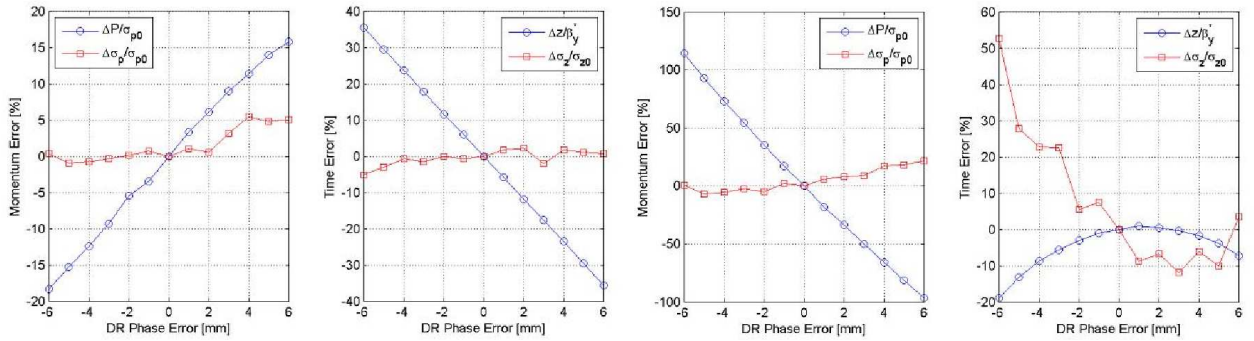 Momentum Error [%]
20
15
10
5
0
-5
-10
-15
-20
-6 -4 -2 0 2 4 6
DR Phase Error [mm]
ΔP/σp0
Δσp/σp0
Time Error [%]
40
30
20
10
0
10
20
30
40
-6 -4 -2 0 2 4 6
DR Phase Error [mm]
Δz/βy*
Δσz/σz0
Momentum Error [%]
150
100
50
0
-50
-100
-6 -4 -2 0 2 4 6
DR Phase Error [mm]
ΔP/σp0
Δσp/σp0
Time Error [%]
60
50
40
30
20
10
0
-10
-20
-6 -4 -2 0 2 4 6
DR Phase Error [mm]
Δz/βy*
Δσz/σz0